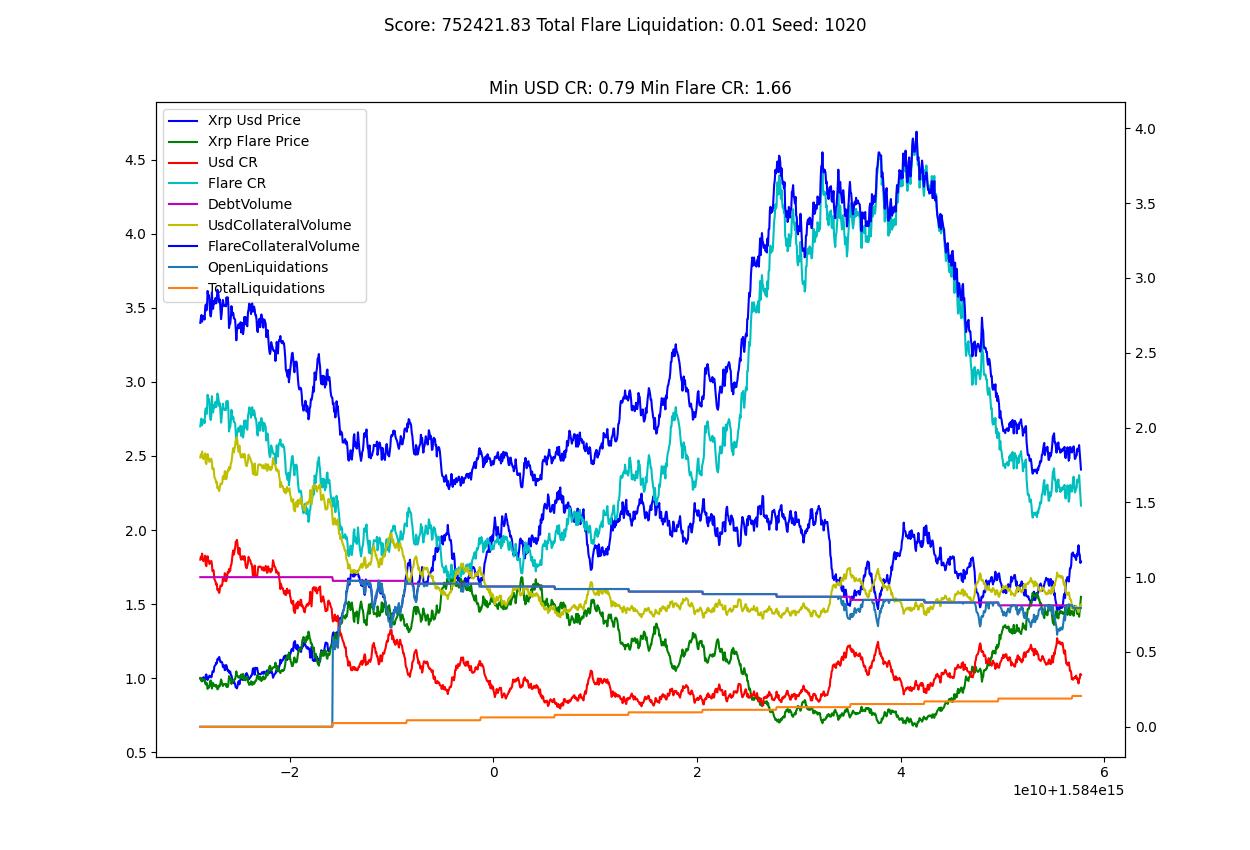 Score: 752421.83 Total Flare Liquidation: 0.01 Seed: 1020
Min USD CR: 0.79 Min Flare CR: 1.66
Xrp Usd Price
Xrp Flare Price
Usd CR
Flare CR
DebtVolume
UsdCollateralVolume
FlareCollateralVolume
OpenLiquidations
TotalLiquidations
4.5
4.0
3.5
3.0
2.5
2.0
1.5
1.0
0.5
4.0
3.5
3.0
2.5
2.0
1.5
1.0
0.5
0.0
−2
0
2
4
6
1e10+1.584e15